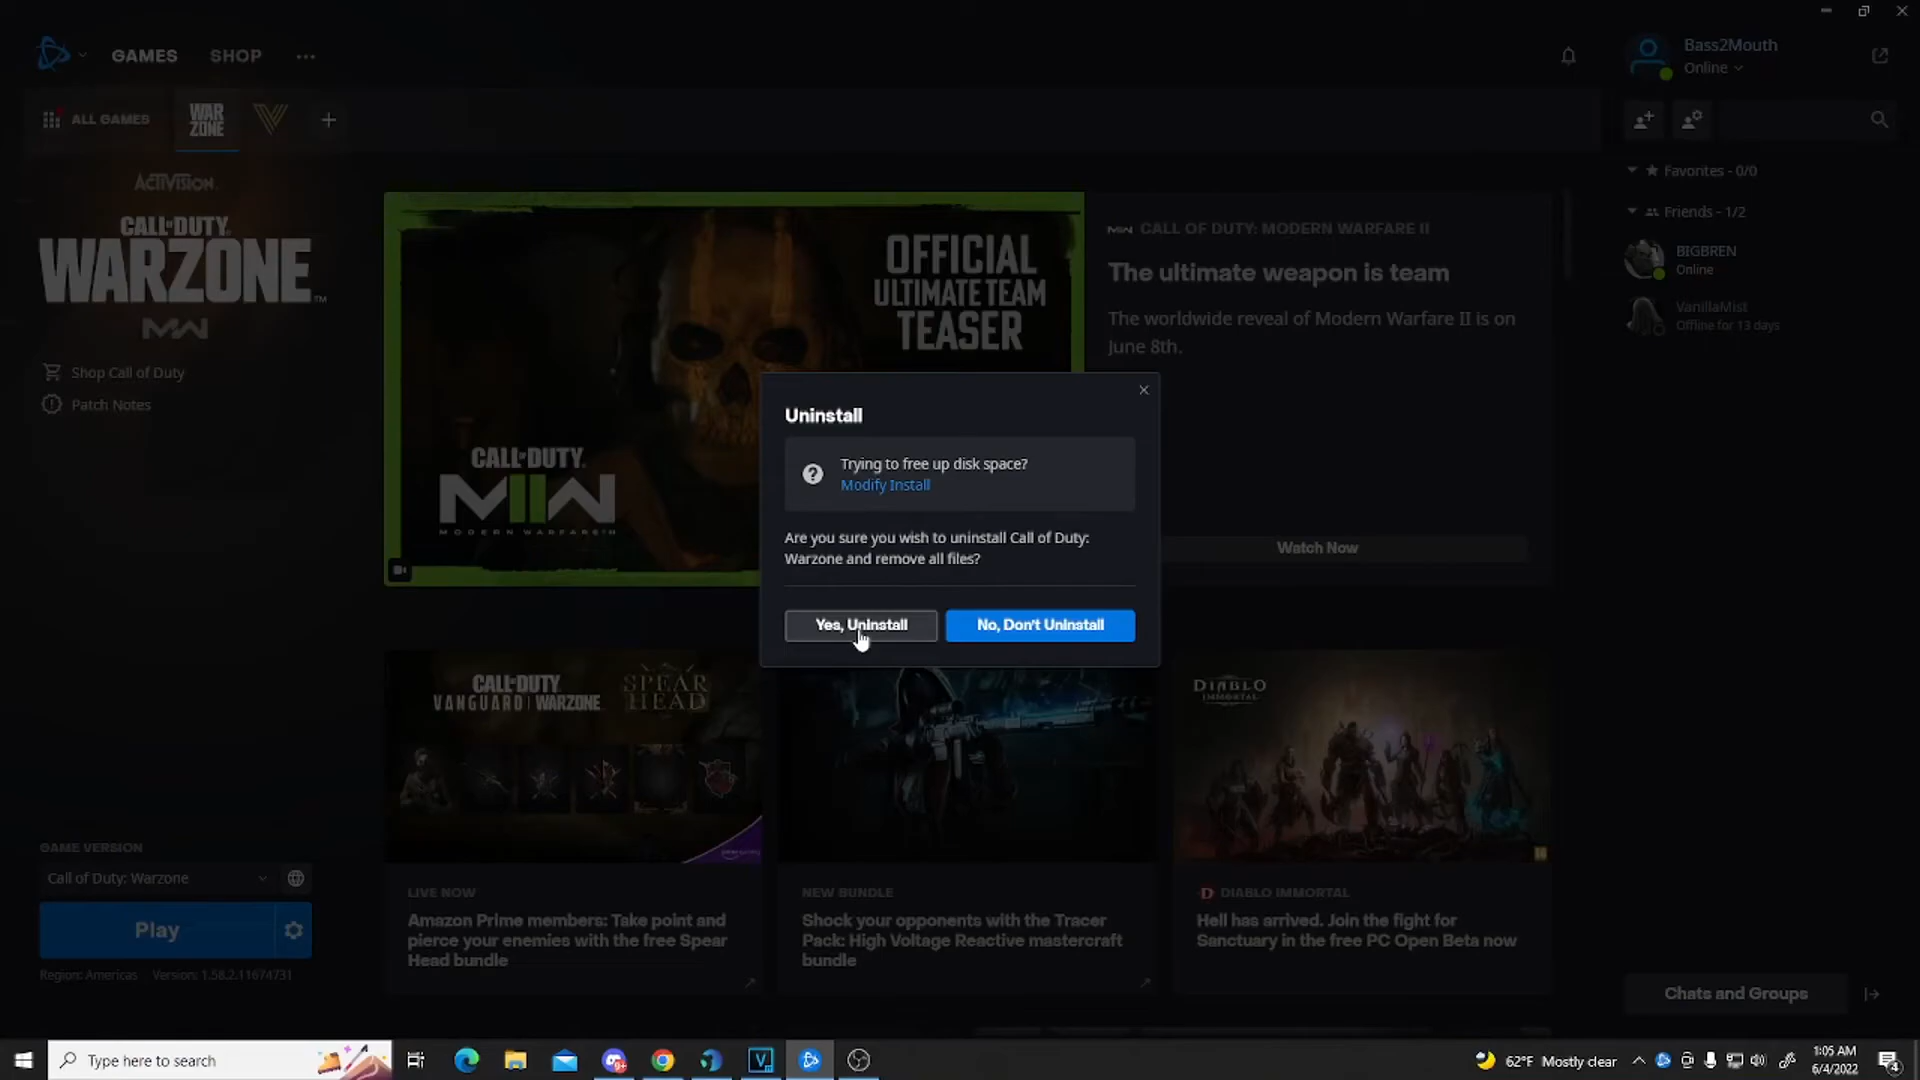 GAMES
SHOP
Bass2Mouth
Online
ALL GAMES
WAR
ZONE
ACTIVISION
CALL OF DUTY
WARZONE™
MW
Shop Call of Duty
Patch Notes
OFFICIAL
ULTIMATE TEAM
TEASER
CALL OF DUTY
MWII
MODERN WARFARE II
MWII CALL OF DUTY: MODERN WARFARE II
The ultimate weapon is team
The worldwide reveal of Modern Warfare II is on
June 8th.
Watch Now
Favorites - 0/0
Friends - 1/2
BIGBREN
Online
VanillaMist
Offline for 13 days
Uninstall
Trying to free up disk space?
Modify Install
Are you sure you wish to uninstall Call of Duty:
Warzone and remove all files?
Yes, Uninstall
No, Don't Uninstall
CALL OF DUTY
VANGUARD | WARZONE
SPEAR
HEAD
DIABLO
IMMORTAL
LIVE NOW
Amazon Prime members: Take point and
pierce your enemies with the free Spear
Head bundle
NEW BUNDLE
Shock your opponents with the Tracer
Pack: High Voltage Reactive mastercraft
bundle
DIABLO IMMORTAL
Hell has arrived. Join the fight for
Sanctuary in the free PC Open Beta now
GAME VERSION
Call of Duty: Warzone
Play
Region: Americas Version: 1.58.2.11674731
Chats and Groups
Type here to search
62°F Mostly clear
1:05 AM
6/4/2022
4